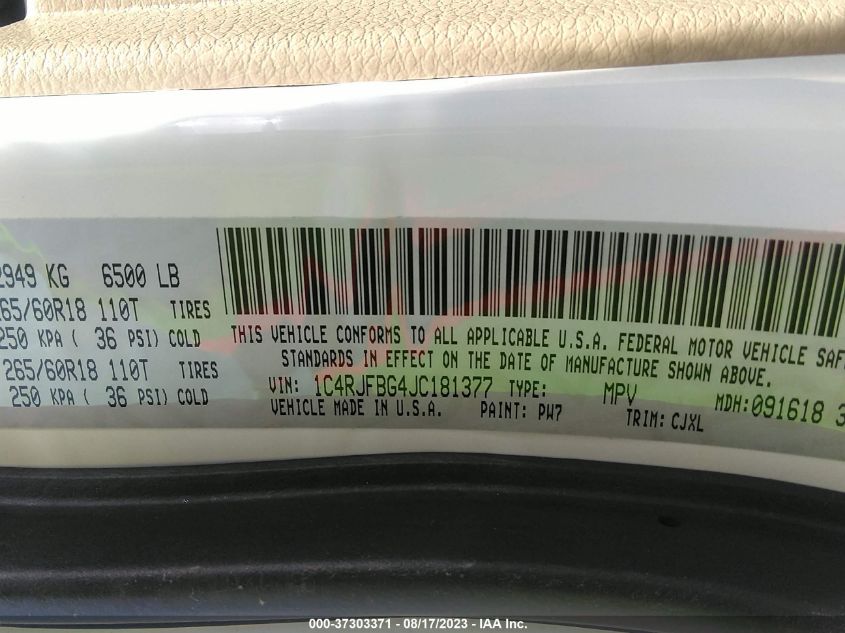 2949 KG 6500 LB
265/60R18 110T TIRES
250 KPA ( 36 PSI) COLD
265/60R18 110T TIRES
250 KPA ( 36 PSI) COLD
THIS VEHICLE CONFORMS TO ALL APPLICABLE U.S.A. FEDERAL MOTOR VEHICLE SAF
STANDARDS IN EFFECT ON THE DATE OF MANUFACTURE SHOWN ABOVE.
VIN: 1C4RJFBG4JC181377 TYPE: MPV MDH:091618 3
VEHICLE MADE IN U.S.A. PAINT: PW7 TRIM: CJXL
000-37303371 - 08/17/2023 - IAA Inc.